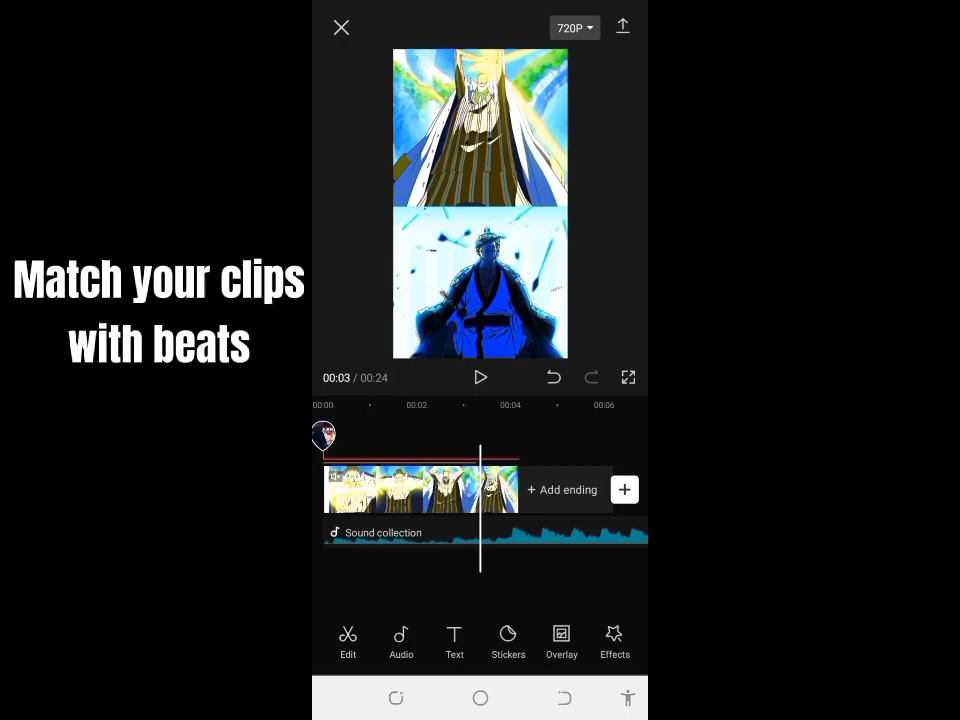 720P
Match your clips
with beats
00:03 / 00:24
00:00
00:02
00:04
00:06
+ Add ending
Sound collection
Edit
Audio
Text
Stickers
Overlay
Effects